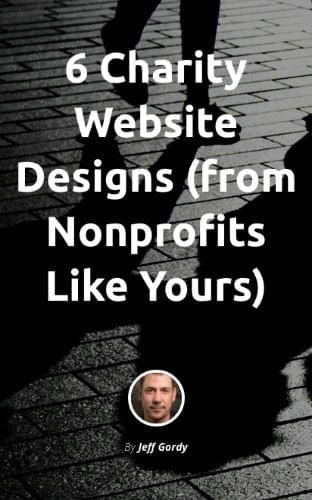 6 Charity
Website
Designs (from
Nonprofits
Like Yours)
By Jeff Gordy